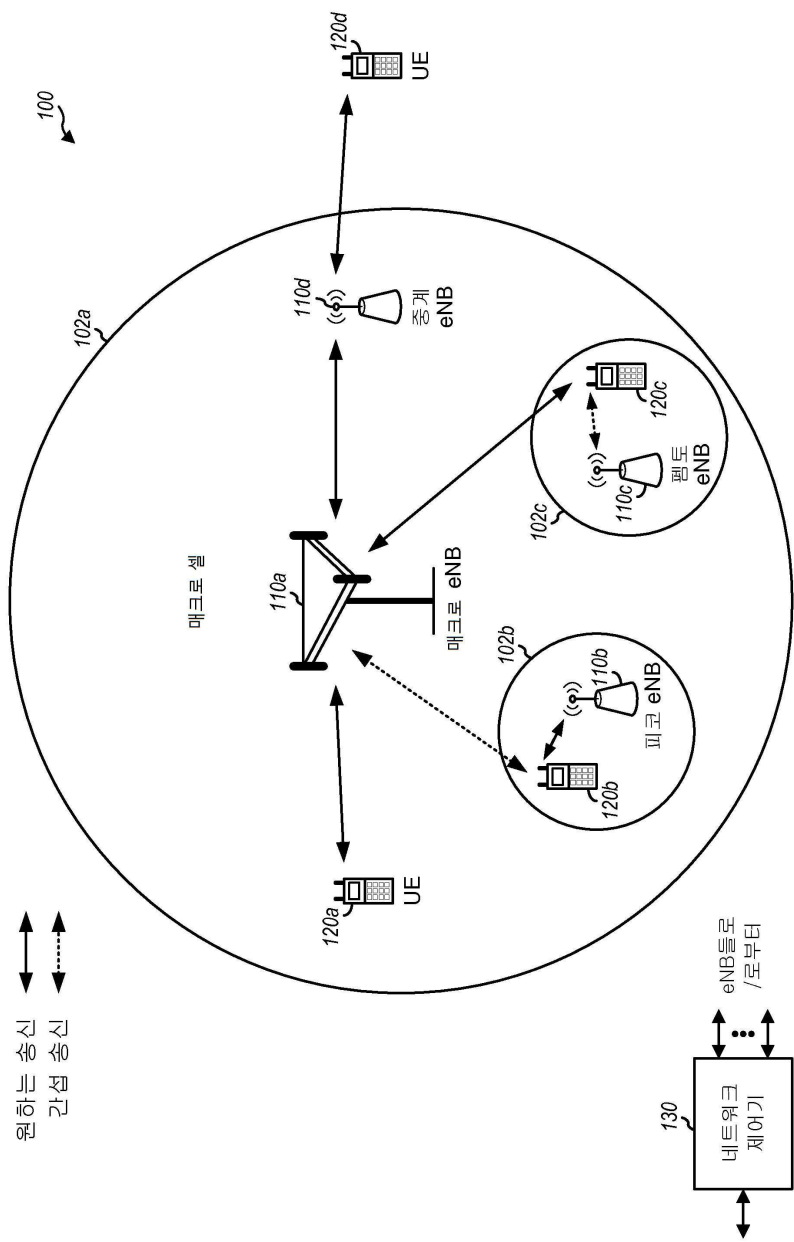 원하는 송신
간섭 송신
100
102a
매크로 셀
110a
매크로 eNB
120a
UE
110d
중계
eNB
120d
UE
102b
110b
피코 eNB
120b
102c
110c
펨토
eNB
120c
130
네트워크
제어기
eNB들로
/로부터